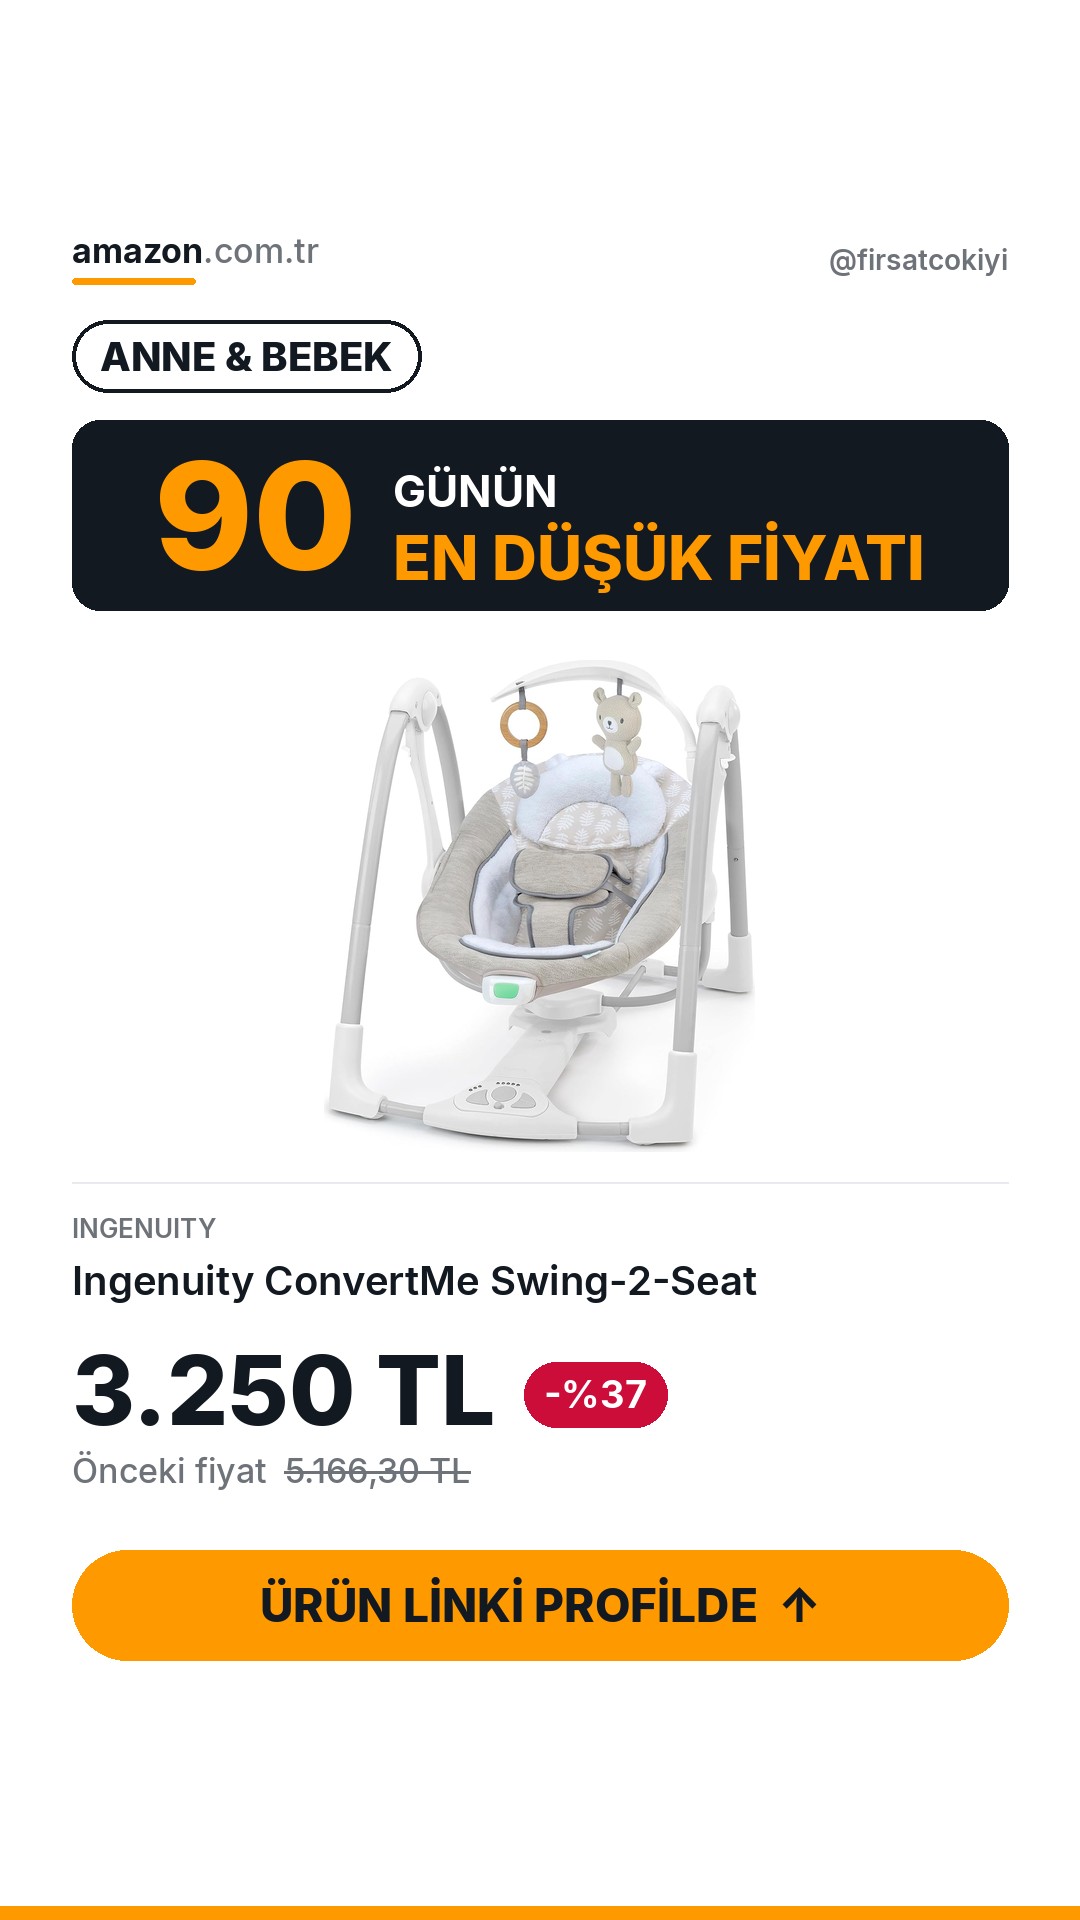 amazon.com.tr
@firsatcokiyi
ANNE & BEBEK
90 GÜNÜN
EN DÜŞÜK FİYATI
INGENUITY
Ingenuity ConvertMe Swing-2-Seat
3.250 TL -%37
Önceki fiyat 5.166,30 TL
ÜRÜN LİNKİ PROFİLDE ↑